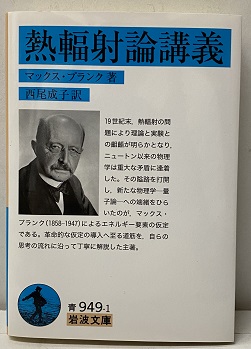 熱輻射論講義
マックス・プランク 著
西尾成子 訳
19世紀末，熱輻射の問
題により理論と実験と
の齟齬が明らかとなり，
ニュートン以来の物理
学は重大な矛盾に逢着
した．その隘路を打開
し，新たな物理学―量
子論―への端緒をひら
いたのが，マックス・
プランク（1858-1947）によるエネルギー要素の仮定
である．革命的な仮定の導入へ至る道筋を，自らの
思考の流れに沿って丁寧に解説した主著．
青 949-1
岩波文庫